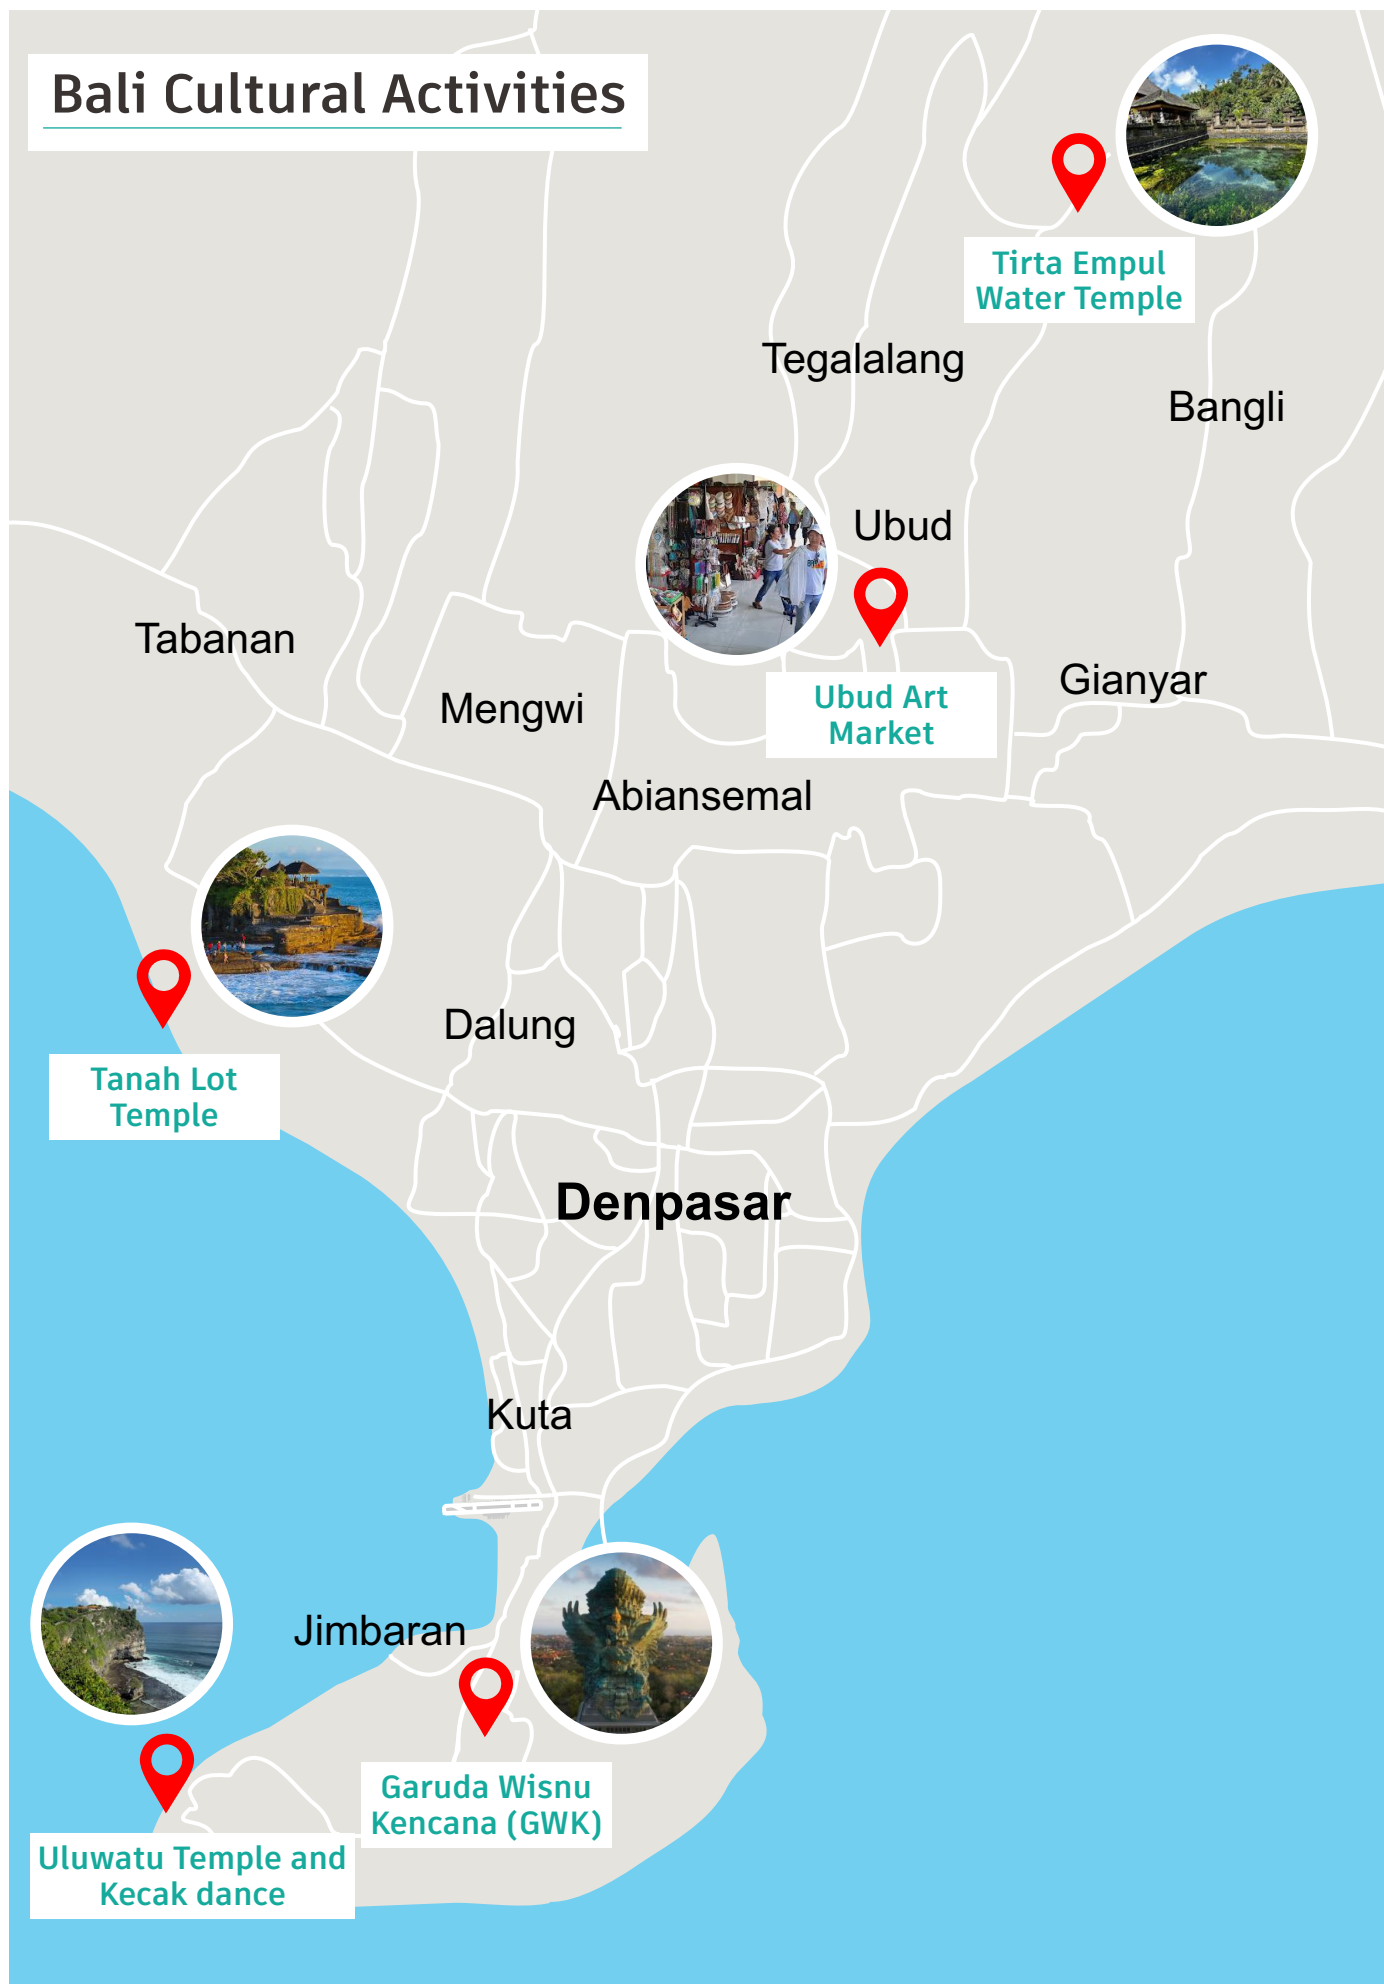 Bali Cultural Activities
Tirta Empul
Water Temple
Tegalalang
Bangli
Ubud
Tabanan
Gianyar
Mengwi
Ubud Art
Market
Abiansemal
Dalung
Tanah Lot
Temple
Denpasar
Kuta
Jimbaran
Garuda Wisnu
Kencana (GWK)
Uluwatu Temple and
Kecak dance